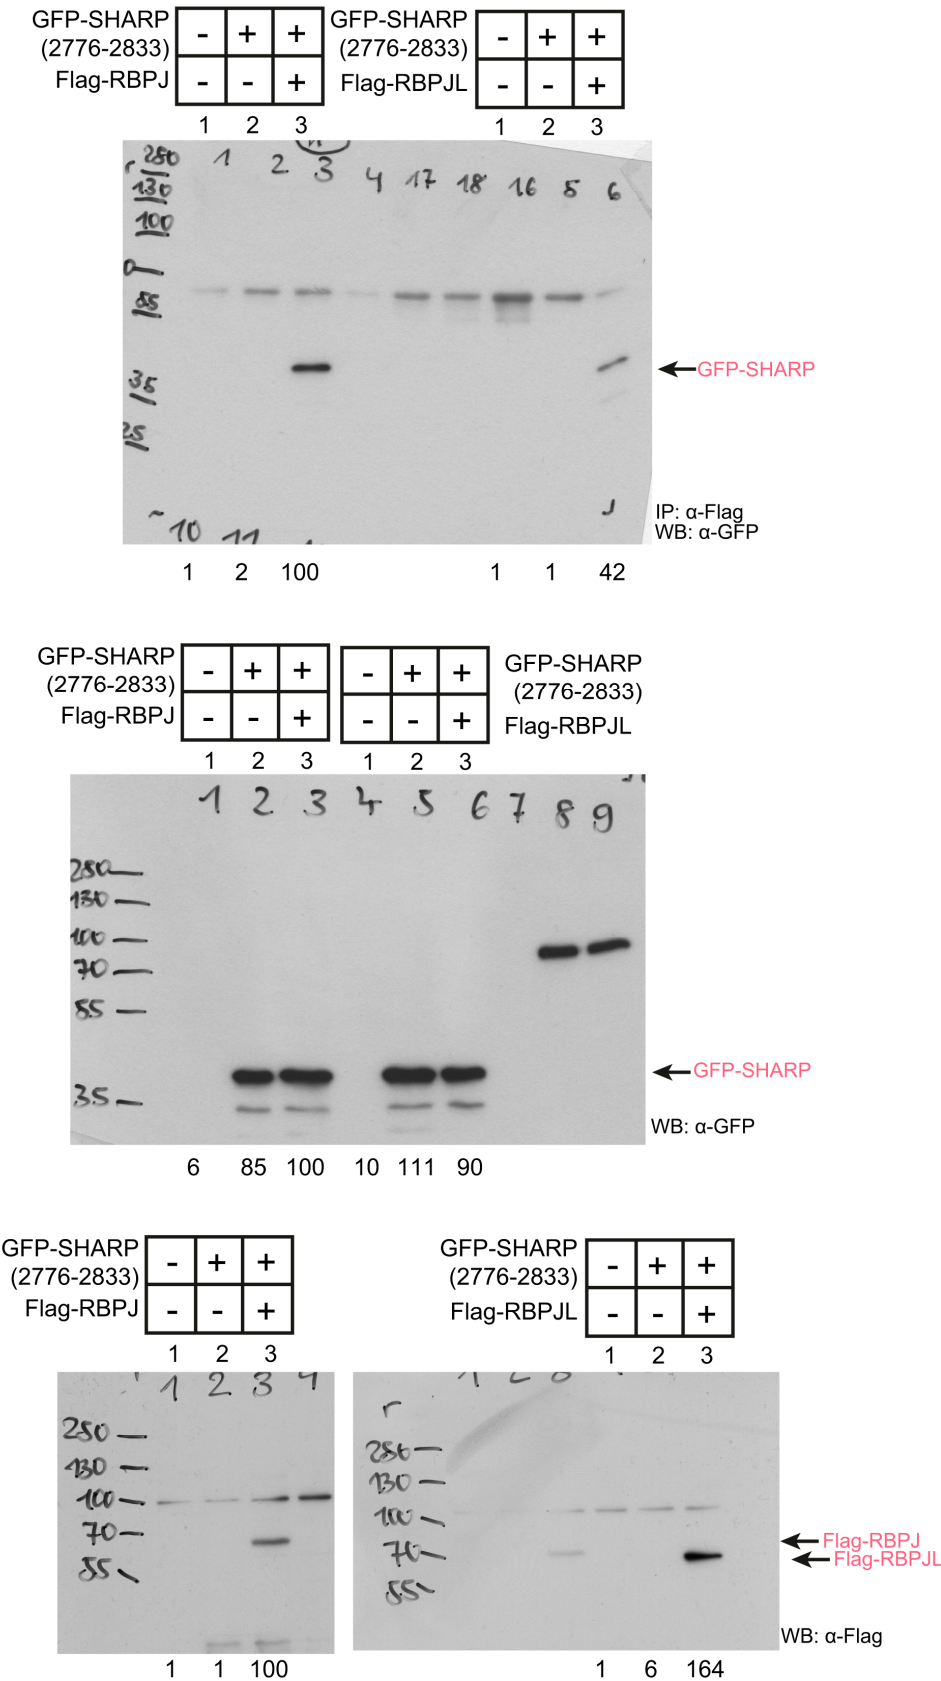 GFP-SHARP - + + GFP-SHARP - + +
(2776-2833) (2776-2833)
Flag-RBPJ - - + Flag-RBPJL - - +
1 2 3 1 2 3
250 1 2 3 4 17 18 16 5 6
130
100
55
35
25
GFP-SHARP
IP: α-Flag
WB: α-GFP
10 11
1 2 100 1 1 42
GFP-SHARP - + + - + + GFP-SHARP
(2776-2833) (2776-2833)
Flag-RBPJ - - + - - + Flag-RBPJL
1 2 3 1 2 3
1 2 3 4 5 6 7 8 9
250
130
100
70
55
GFP-SHARP
35
WB: α-GFP
6 85 100 10 111 90
GFP-SHARP - + + GFP-SHARP - + +
(2776-2833) (2776-2833)
Flag-RBPJ - - + Flag-RBPJL - - +
1 2 3 1 2 3
1 2 3 4
250 250
130 130
100 100
70 70
55 55
Flag-RBPJ
Flag-RBPJL
WB: α-Flag
1 1 100 1 6 164